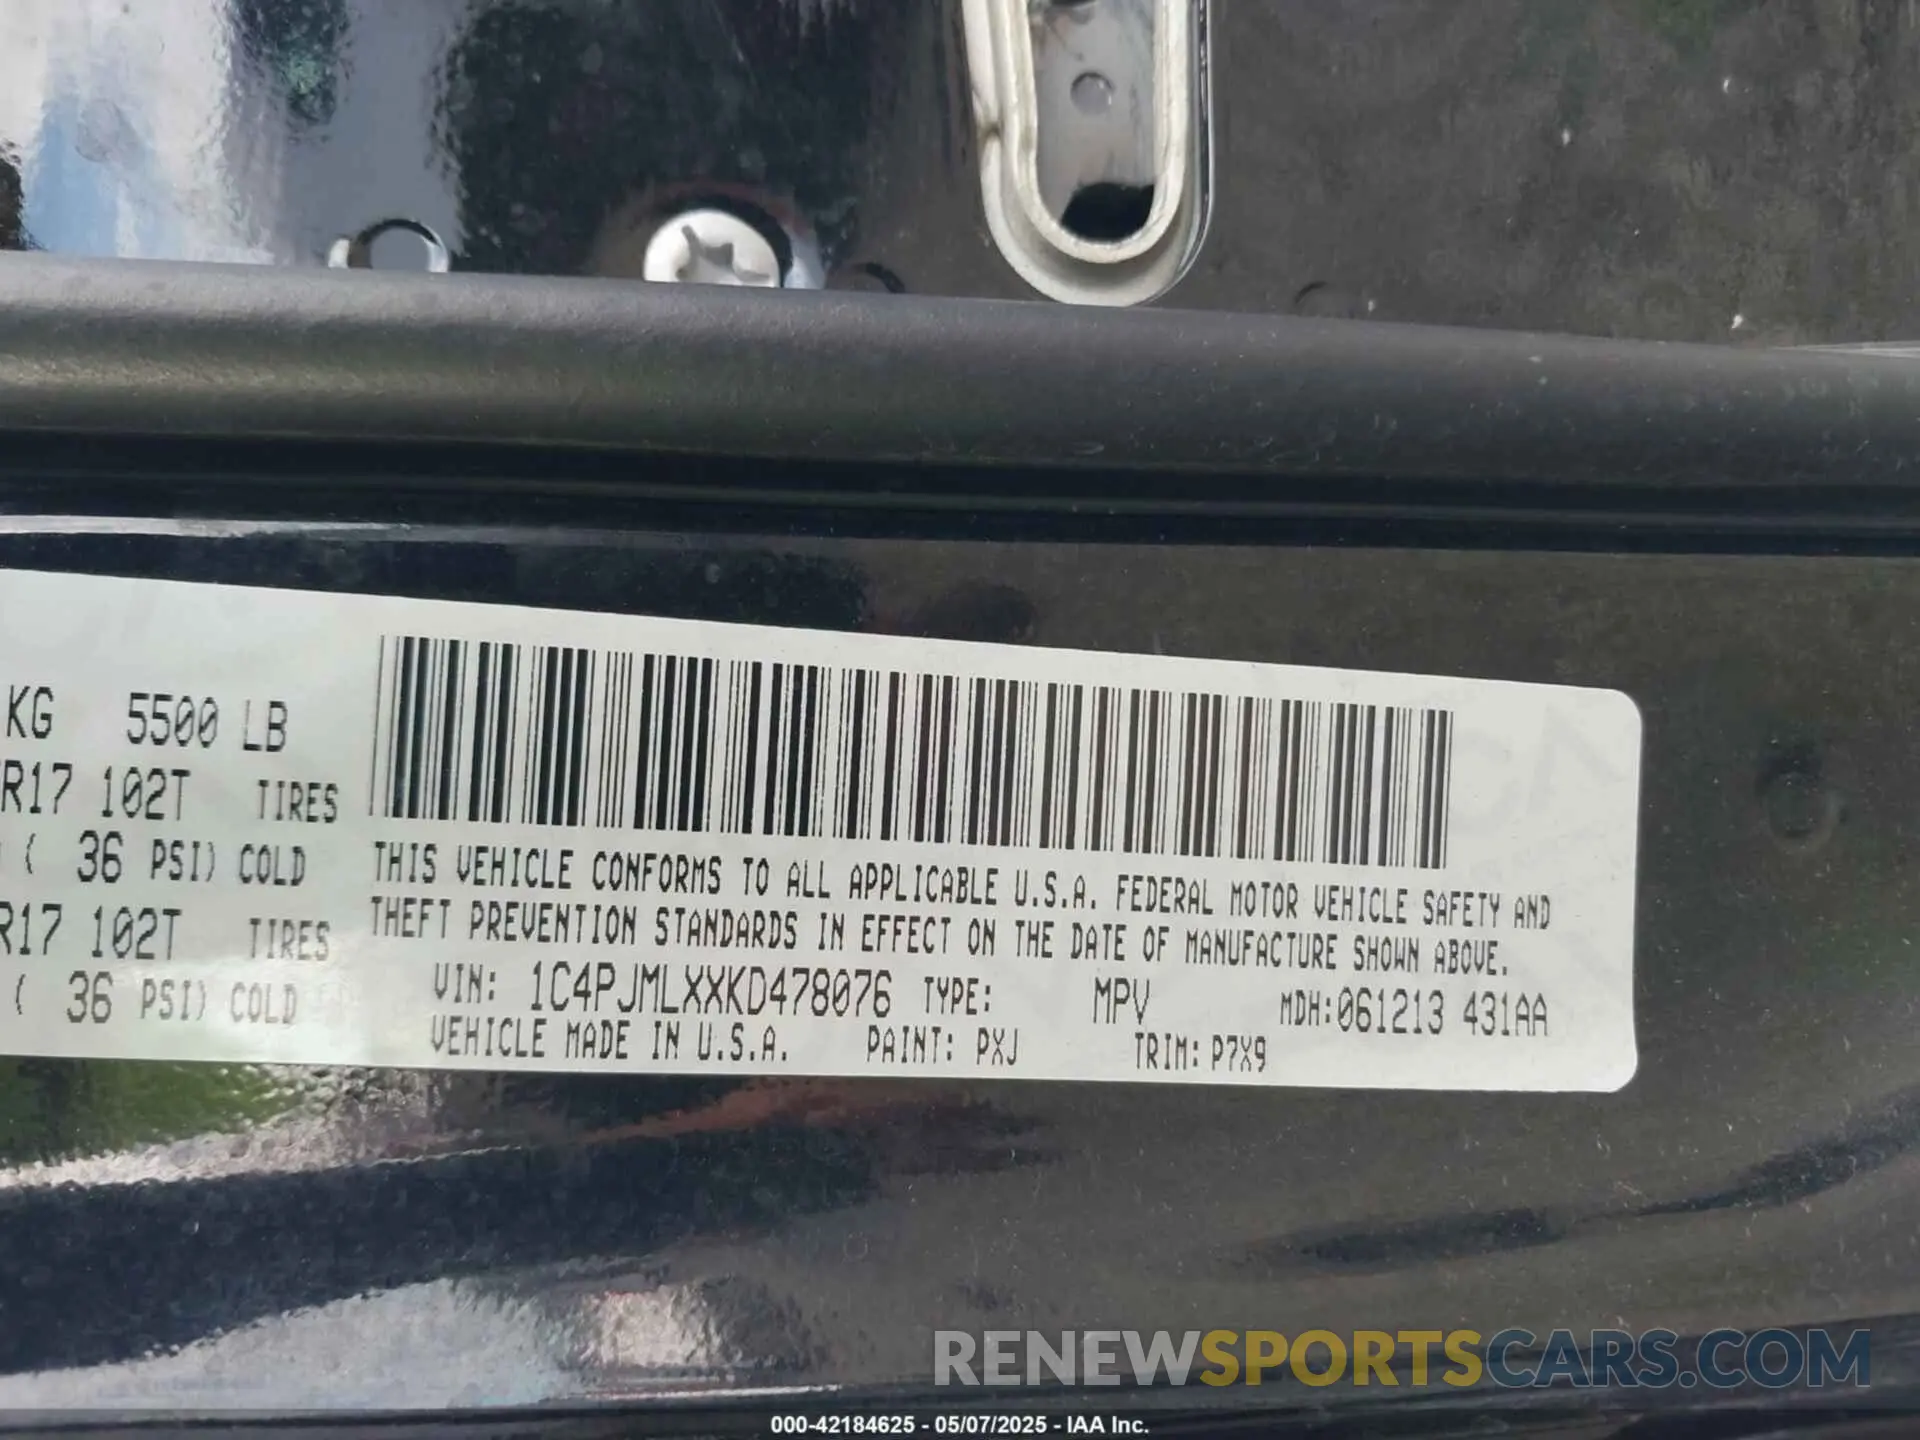 KG 5500 LB
R17 102T TIRES
( 36 PSI) COLD
R17 102T TIRES
( 36 PSI) COLD
THIS VEHICLE CONFORMS TO ALL APPLICABLE U.S.A. FEDERAL MOTOR VEHICLE SAFETY AND
THEFT PREVENTION STANDARDS IN EFFECT ON THE DATE OF MANUFACTURE SHOWN ABOVE.
VIN: 1C4PJMLXXKD478076 TYPE: MPV MDH:061213 431AA
VEHICLE MADE IN U.S.A. PAINT: PXJ TRIM: P7X9
RENEWSPORTSCARS.COM
000-42184625 - 05/07/2025 - IAA Inc.